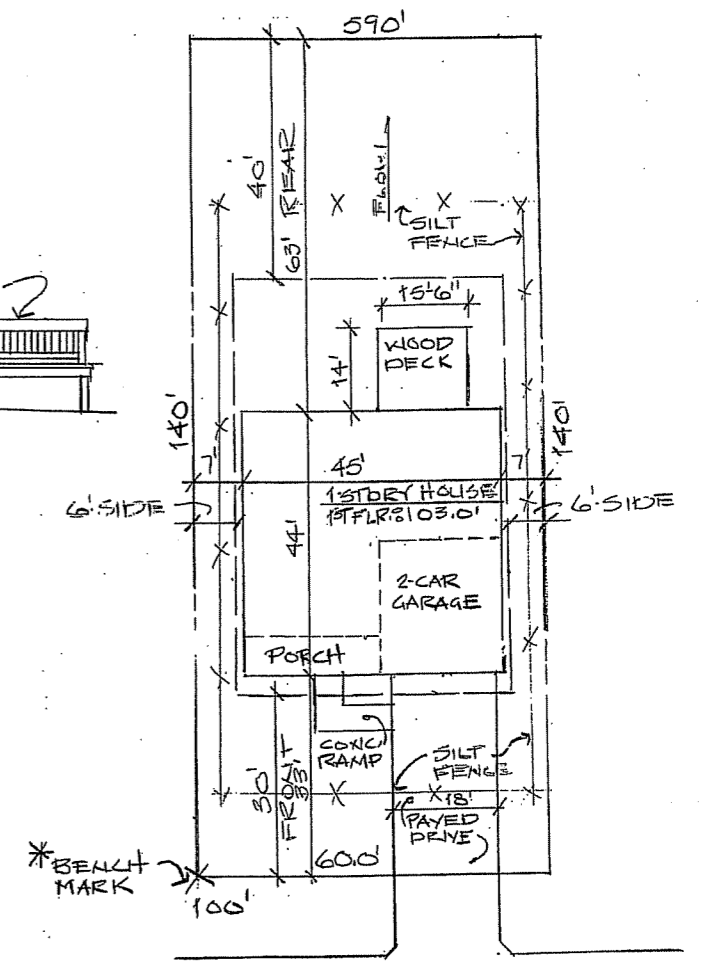 590'
40'
REAR
63'
FLOW
SILT
FENCE
15'-6"
WOOD
DECK
14'
140'
140'
7'
45'
7'
6' SIDE
1 STORY HOUSE
1ST FLR: 103.0'
6' SIDE
44'
2-CAR
GARAGE
PORCH
CONC.
RAMP
SILT
FENCE
30'
FRONT
33'
18'
PAVED
DRIVE
60.0'
* BENCH
MARK
100'